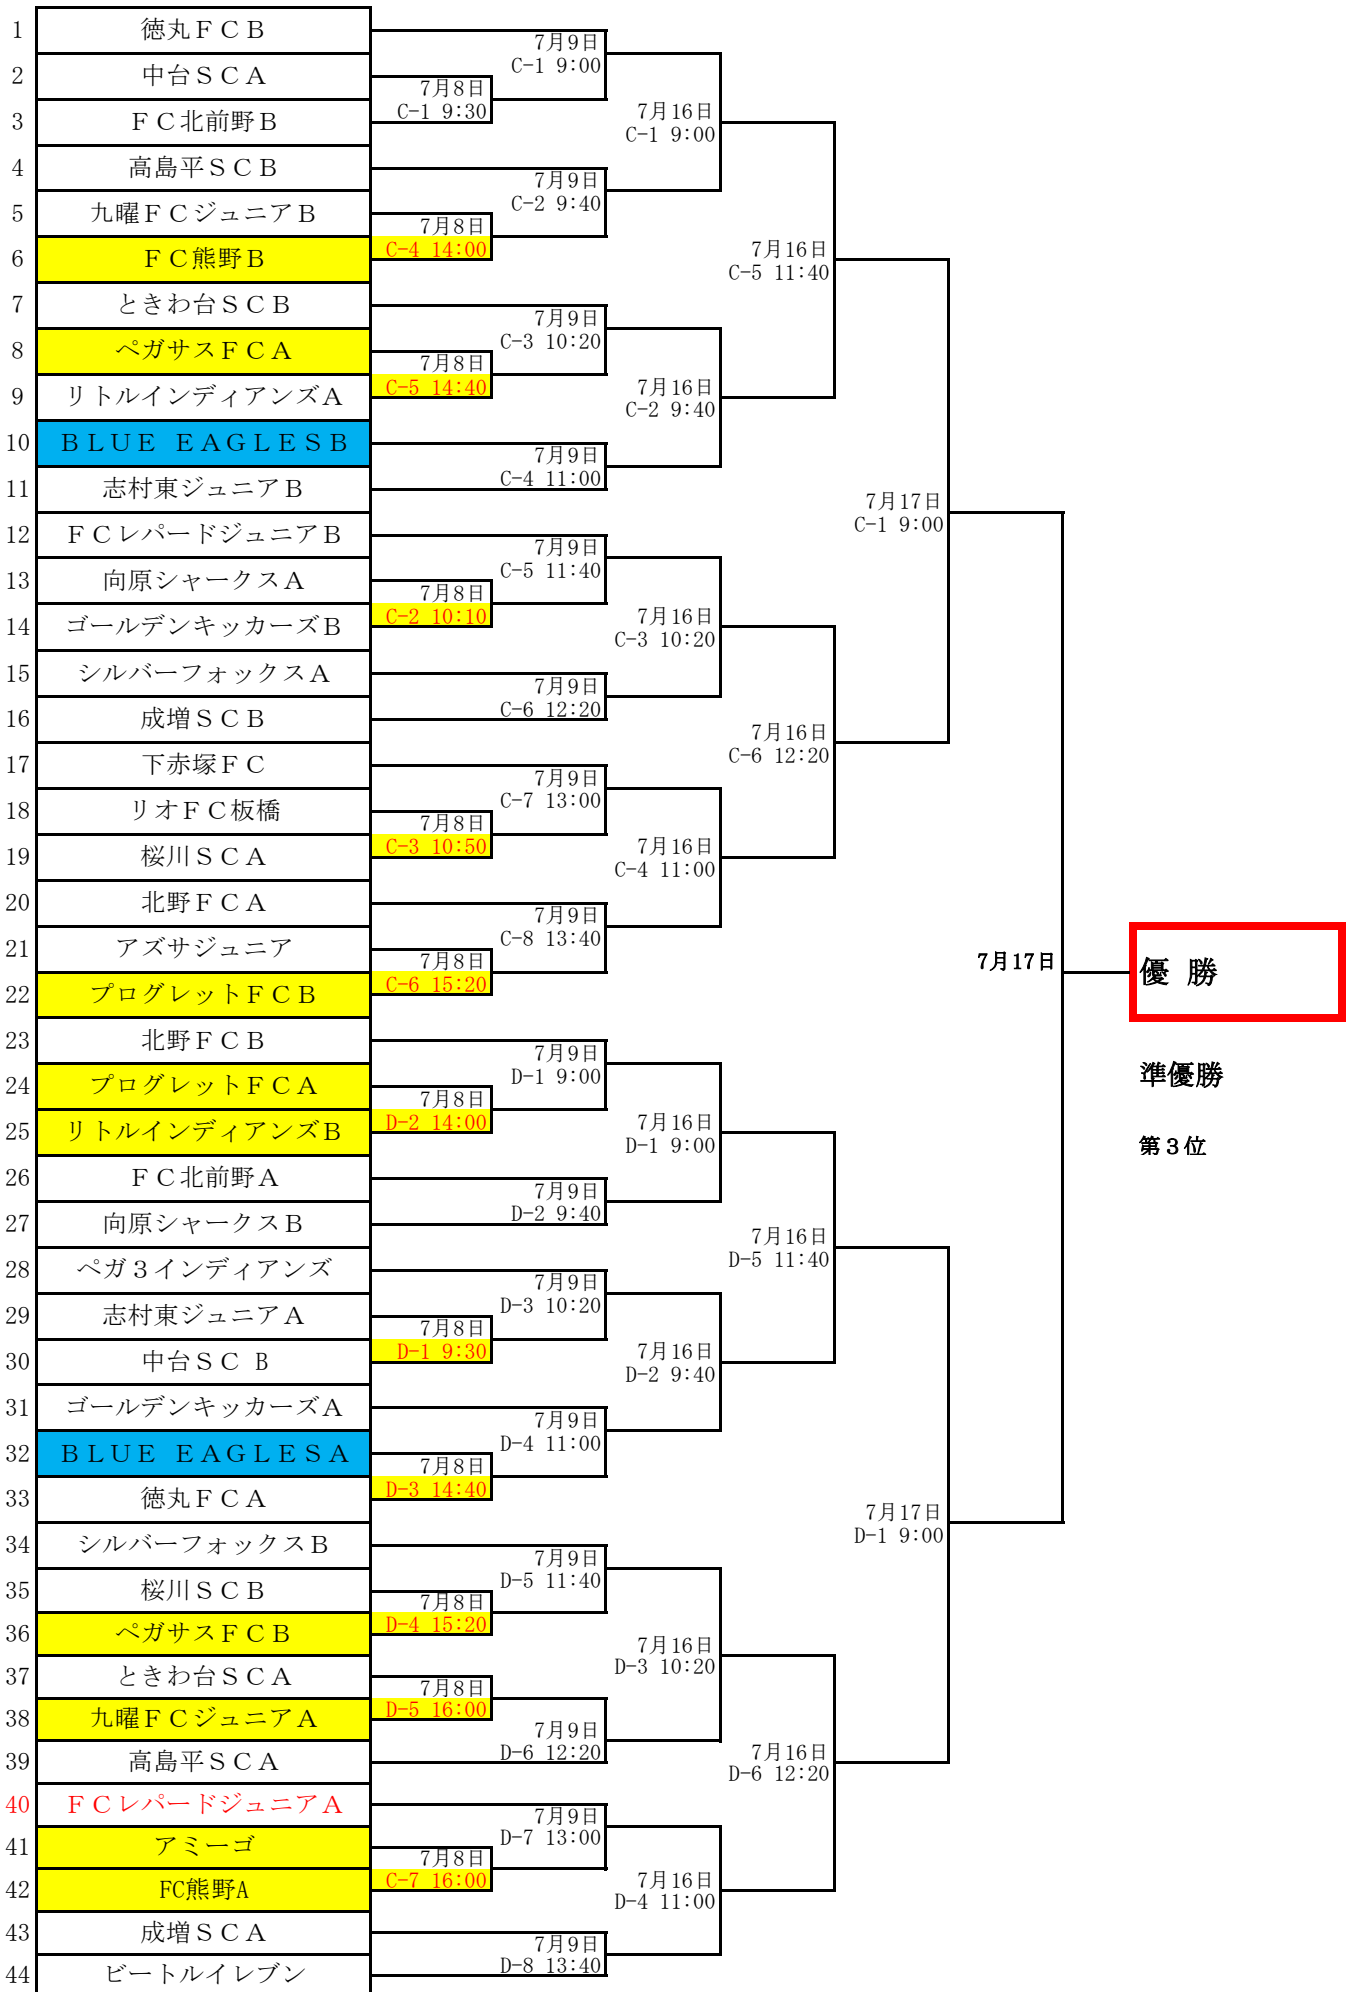 1 徳丸ＦＣＢ
7月9日
C-1 9:00
2 中台ＳＣＡ
7月8日
C-1 9:30
3 ＦＣ北前野Ｂ
7月16日
C-1 9:00
4 高島平ＳＣＢ
7月9日
C-2 9:40
5 九曜ＦＣジュニアＢ
7月8日
C-4 14:00
6 ＦＣ熊野Ｂ
7月16日
C-5 11:40
7 ときわ台ＳＣＢ
7月9日
C-3 10:20
8 ペガサスＦＣＡ
7月8日
C-5 14:40
9 リトルインディアンズＡ
7月16日
C-2 9:40
10 ＢＬＵＥ ＥＡＧＬＥＳＢ
7月9日
C-4 11:00
11 志村東ジュニアＢ
7月17日
C-1 9:00
12 ＦＣレパードジュニアＢ
7月9日
C-5 11:40
13 向原シャークスＡ
7月8日
C-2 10:10
14 ゴールデンキッカーズＢ
7月16日
C-3 10:20
15 シルバーフォックスＡ
7月9日
C-6 12:20
16 成増ＳＣＢ
7月16日
C-6 12:20
17 下赤塚ＦＣ
7月9日
C-7 13:00
18 リオＦＣ板橋
7月8日
C-3 10:50
19 桜川ＳＣＡ
7月16日
C-4 11:00
20 北野ＦＣＡ
7月9日
C-8 13:40
21 アズサジュニア
7月8日
C-6 15:20
7月17日
優 勝
22 プログレットＦＣＢ
23 北野ＦＣＢ
7月9日
D-1 9:00
準優勝
24 プログレットＦＣＡ
7月8日
D-2 14:00
25 リトルインディアンズＢ
7月16日
D-1 9:00
第３位
26 ＦＣ北前野Ａ
7月9日
D-2 9:40
27 向原シャークスＢ
7月16日
D-5 11:40
28 ペガ３インディアンズ
7月9日
D-3 10:20
29 志村東ジュニアＡ
7月8日
D-1 9:30
30 中台ＳＣ B
7月16日
D-2 9:40
31 ゴールデンキッカーズＡ
7月9日
D-4 11:00
32 ＢＬＵＥ ＥＡＧＬＥＳＡ
7月8日
D-3 14:40
33 徳丸ＦＣＡ
7月17日
D-1 9:00
34 シルバーフォックスＢ
7月9日
D-5 11:40
35 桜川ＳＣＢ
7月8日
D-4 15:20
36 ペガサスＦＣＢ
7月16日
D-3 10:20
37 ときわ台ＳＣＡ
7月8日
D-5 16:00
38 九曜ＦＣジュニアＡ
7月9日
D-6 12:20
39 高島平ＳＣＡ
7月16日
D-6 12:20
40 ＦＣレパードジュニアＡ
7月9日
D-7 13:00
41 アミーゴ
7月8日
C-7 16:00
42 FC熊野A
7月16日
D-4 11:00
43 成増ＳＣＡ
7月9日
D-8 13:40
44 ビートルイレブン